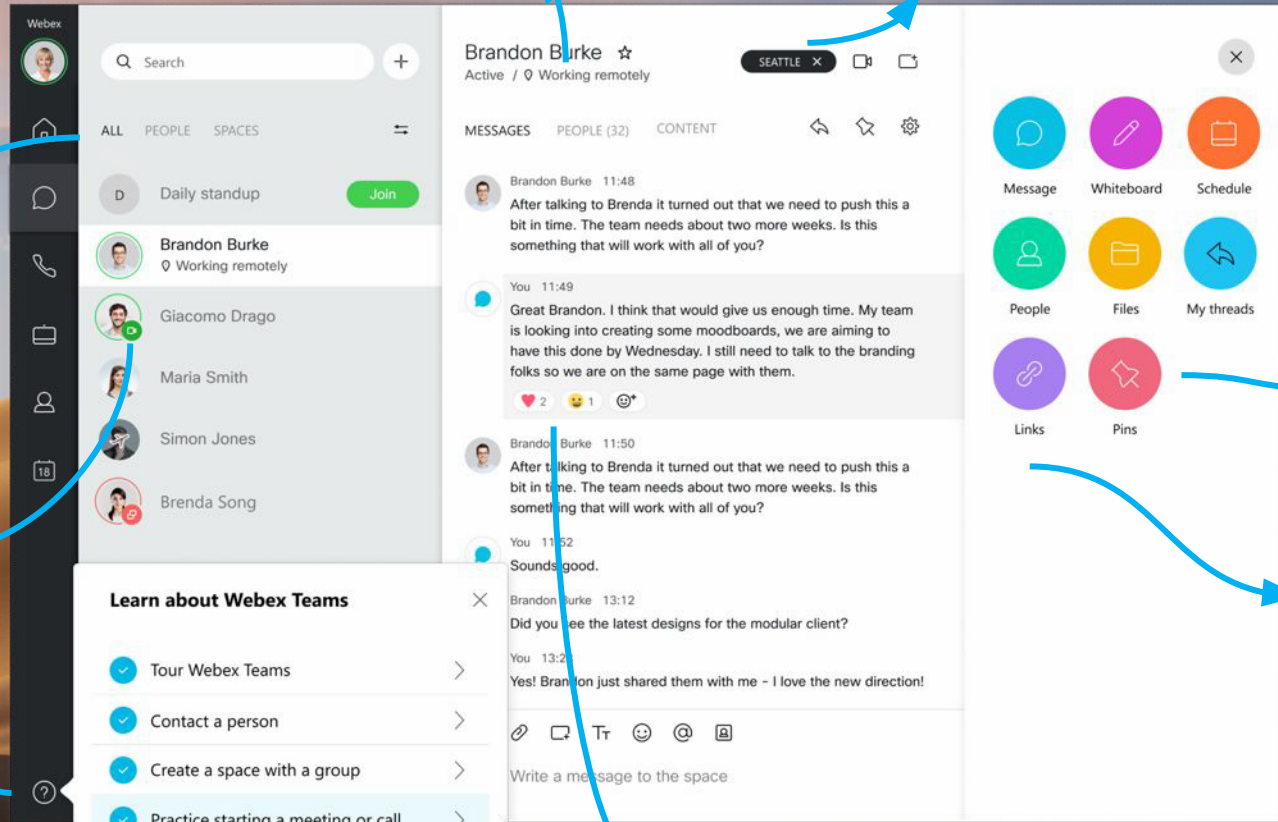 Webex
Search
ALL PEOPLE SPACES
D Daily standup Join
Brandon Burke
Working remotely
Giacomo Drago
Maria Smith
Simon Jones
Brenda Song
18
Learn about Webex Teams
Tour Webex Teams
Contact a person
Create a space with a group
Practice starting a meeting or call
Brandon Burke
Active / Working remotely
SEATTLE ×
MESSAGES PEOPLE (32) CONTENT
Brandon Burke 11:48
After talking to Brenda it turned out that we need to push this a
bit in time. The team needs about two more weeks. Is this
something that will work with all of you?
You 11:49
Great Brandon. I think that would give us enough time. My team
is looking into creating some moodboards, we are aiming to
have this done by Wednesday. I still need to talk to the branding
folks so we are on the same page with them.
2 1
Brandon Burke 11:50
After talking to Brenda it turned out that we need to push this a
bit in time. The team needs about two more weeks. Is this
something that will work with all of you?
You 11:52
Sounds good.
Brandon Burke 13:12
Did you see the latest designs for the modular client?
You
Yes! Brandon just shared them with me - I love the new direction!
Write a message to the space
Message Whiteboard Schedule
People Files My threads
Links Pins